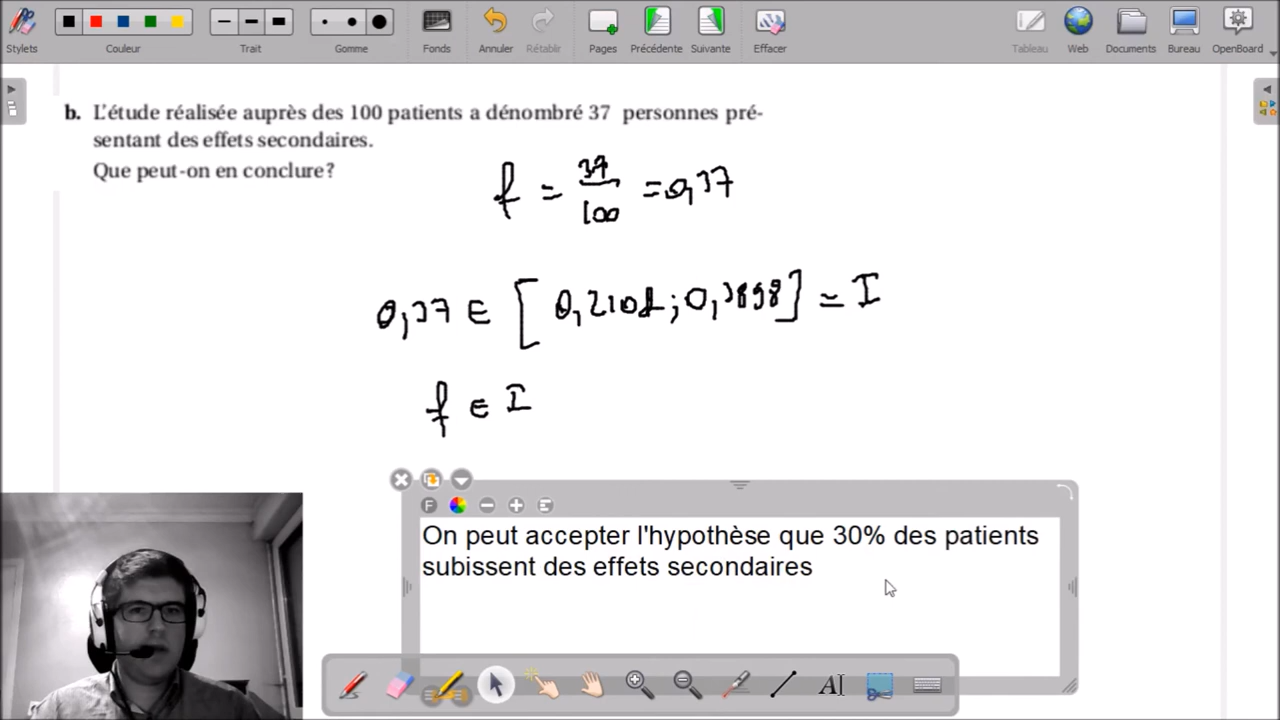 Stylets Couleur Trait Gomme Fonds Annuler Rétablir Pages Précédente Suivante Effacer Tableau Web Documents Bureau OpenBoard
b. L'étude réalisée auprès des 100 patients a dénombré 37 personnes pré-
sentant des effets secondaires.
Que peut-on en conclure ?
f = 37/100 = 0,37
0,37 ∈ [0,2102 ; 0,3898] = I
f ∈ I
F
On peut accepter l'hypothèse que 30% des patients
subissent des effets secondaires
AI